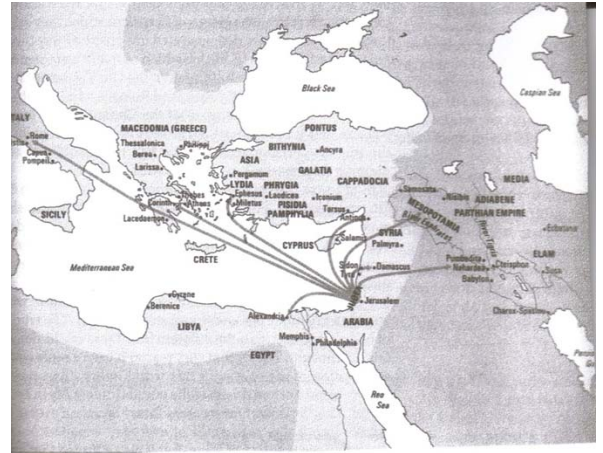 Black Sea
Caspian Sea
ITALY
Rome
Capua
Pompeii
MACEDONIA (GREECE)
Thessalonica
Philippi
Berea
Larissa
PONTUS
BITHYNIA
Ancyra
ASIA
Pergamum
GALATIA
CAPPADOCIA
LYDIA
PHRYGIA
Ephesus
Laodicea
Iconium
Miletus
PISIDIA
PAMPHYLIA
Tarsus
Antioch
Thebes
Corinth
Athens
Lacedaemon
SICILY
Samosata
Nisibis
ADIABENE
MEDIA
MESOPOTAMIA
PARTHIAN EMPIRE
River Euphrates
River Tigris
Ecbatana
SYRIA
Palmyra
CYPRUS
Salamis
CRETE
Mediterranean Sea
Sidon
Damascus
Tyre
Pumbedita
Nehardea
Ctesiphon
Babylon
ELAM
Susa
Charax-Spasinu
Cyrene
Berenice
Jerusalem
Alexandria
LIBYA
ARABIA
Memphis
Philadelphia
EGYPT
Red
Sea